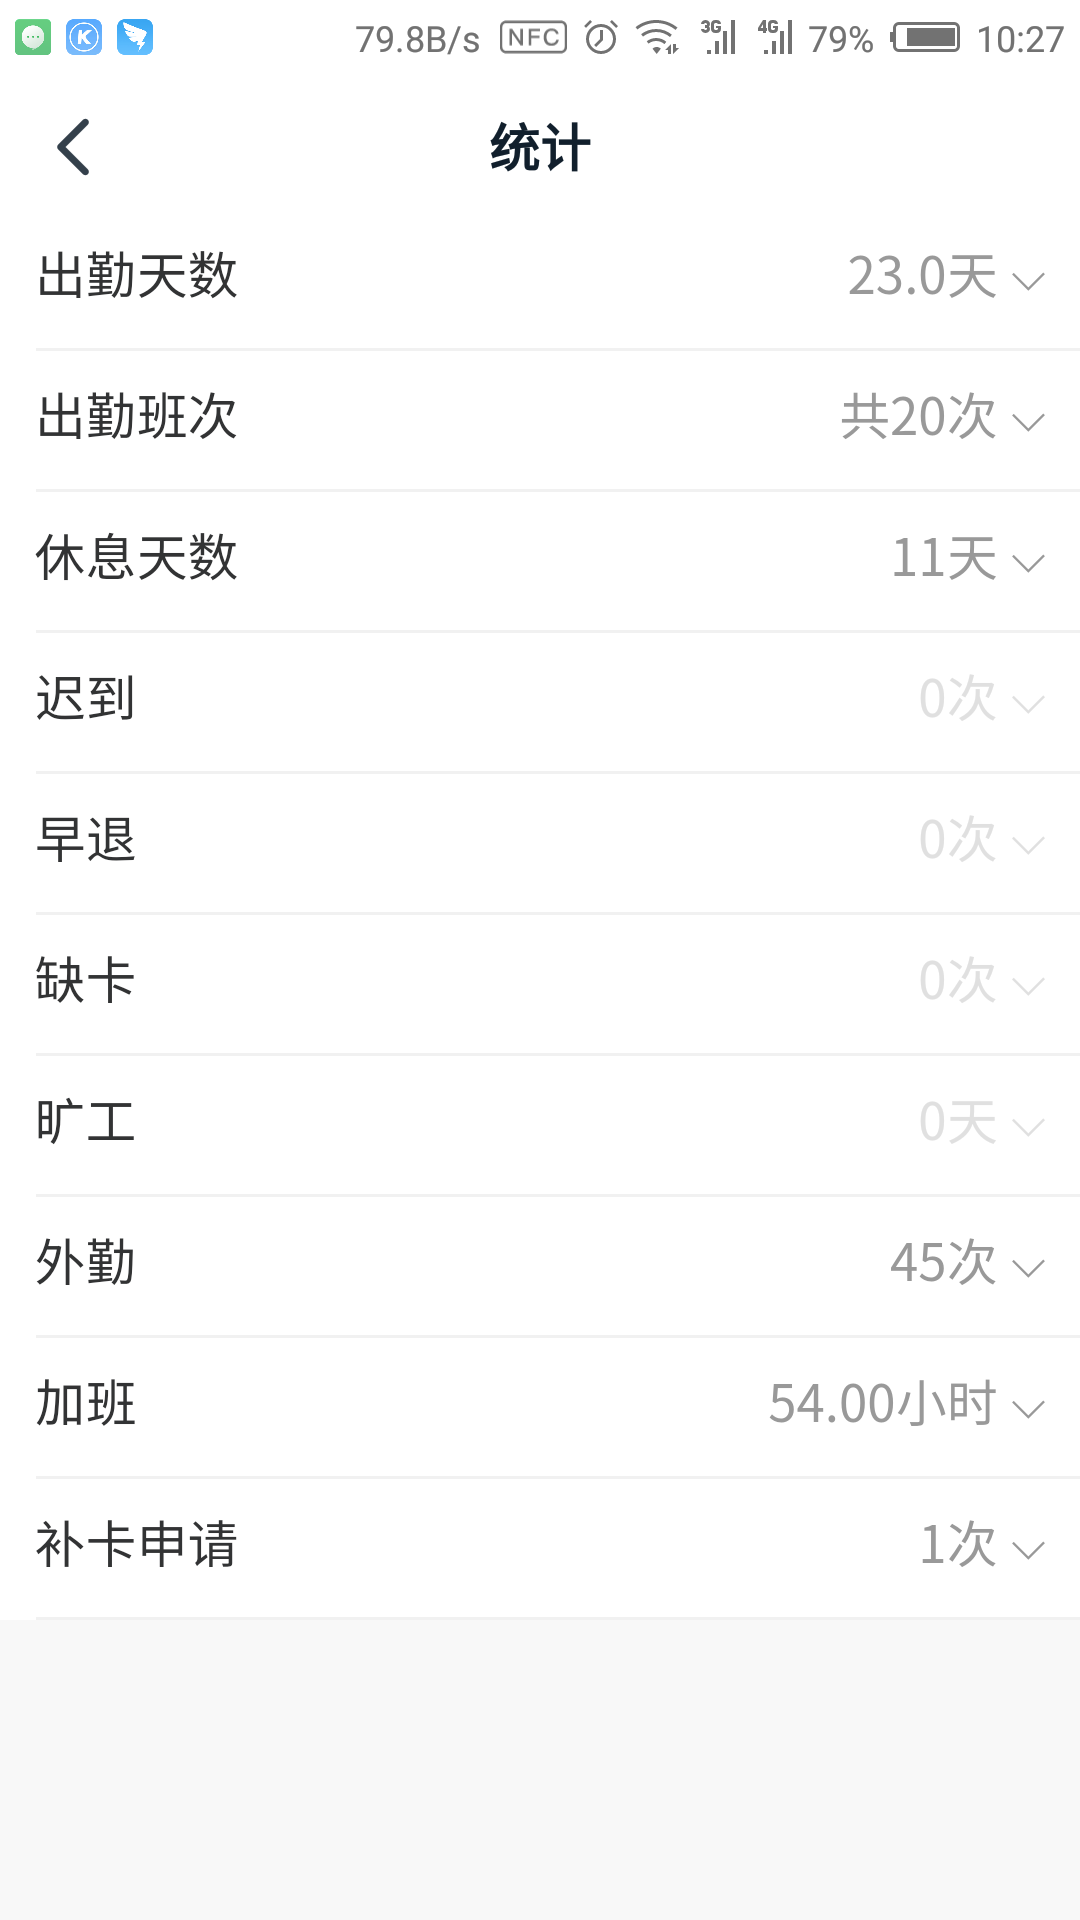 79.8B/s NFC 3G 4G 79% 10:27
统计
出勤天数 23.0天
出勤班次 共20次
休息天数 11天
迟到 0次
早退 0次
缺卡 0次
旷工 0天
外勤 45次
加班 54.00小时
补卡申请 1次